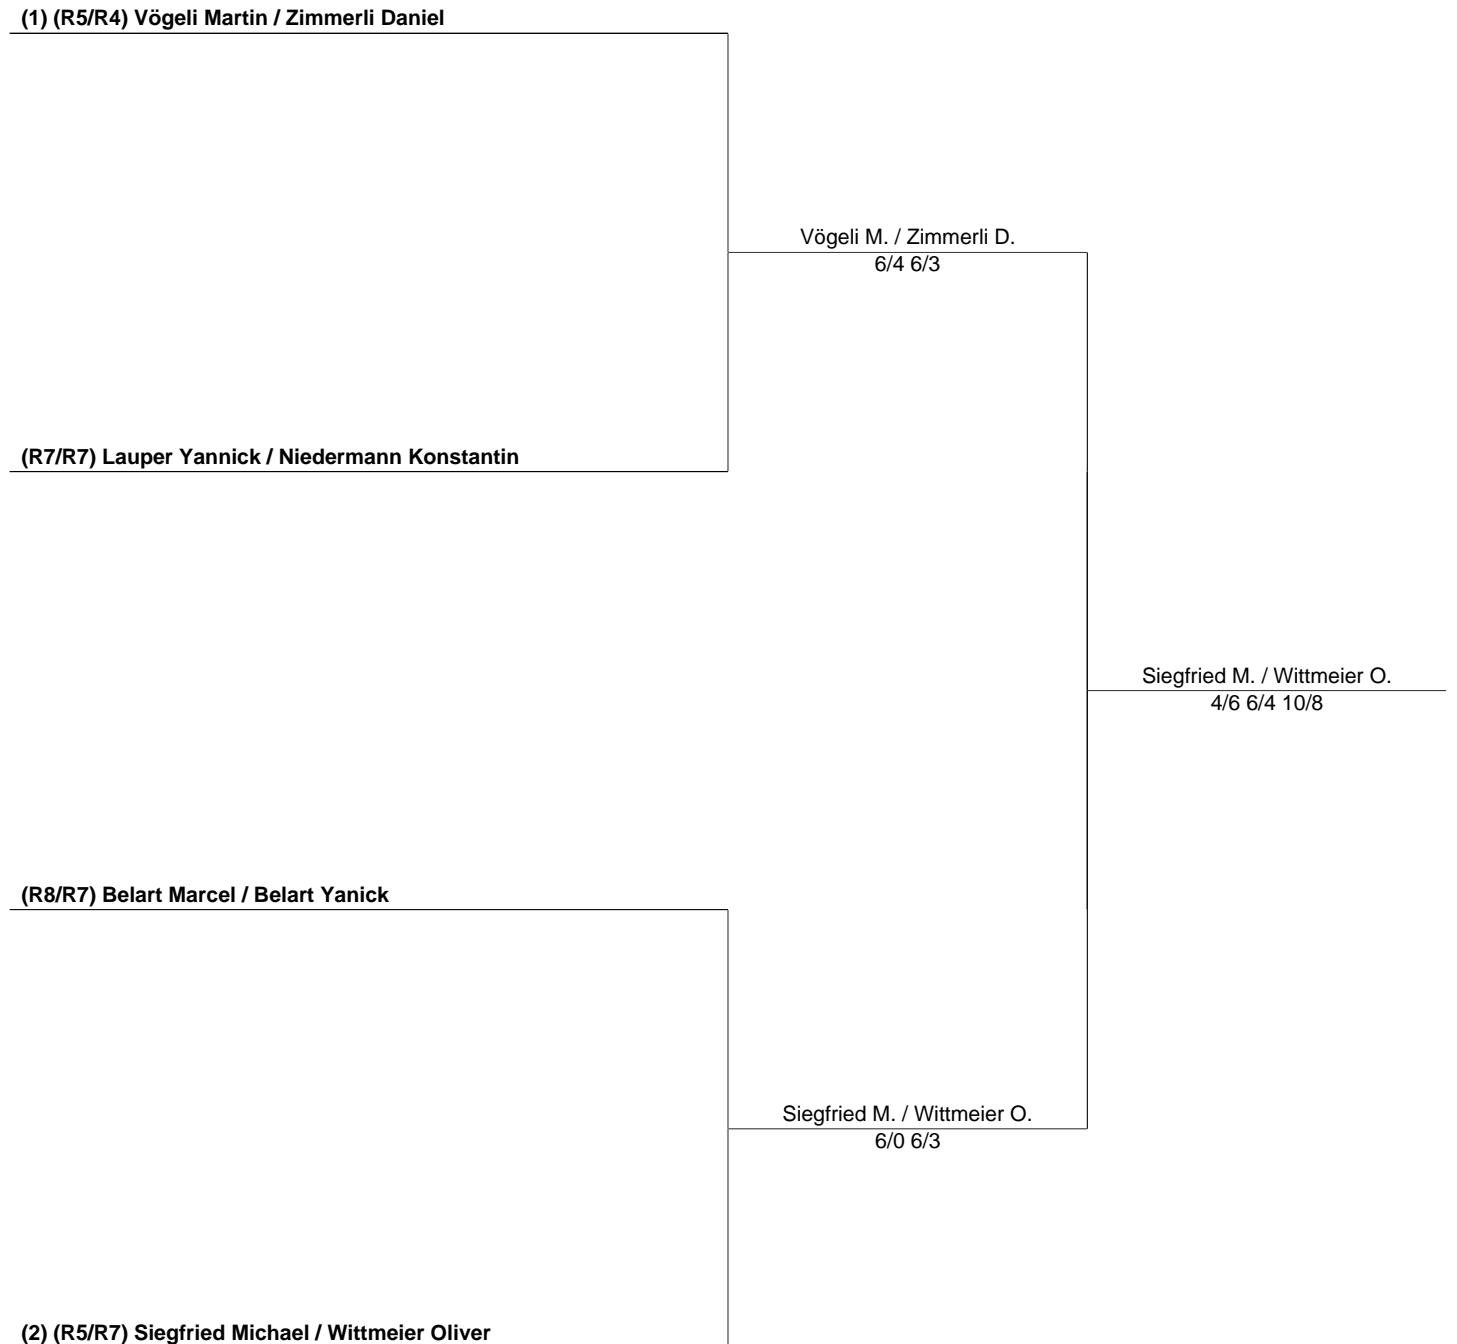 (1) (R5/R4) Vögeli Martin / Zimmerli Daniel
Vögeli M. / Zimmerli D.
6/4 6/3
(R7/R7) Lauper Yannick / Niedermann Konstantin
Siegfried M. / Wittmeier O.
4/6 6/4 10/8
(R8/R7) Belart Marcel / Belart Yanick
Siegfried M. / Wittmeier O.
6/0 6/3
(2) (R5/R7) Siegfried Michael / Wittmeier Oliver